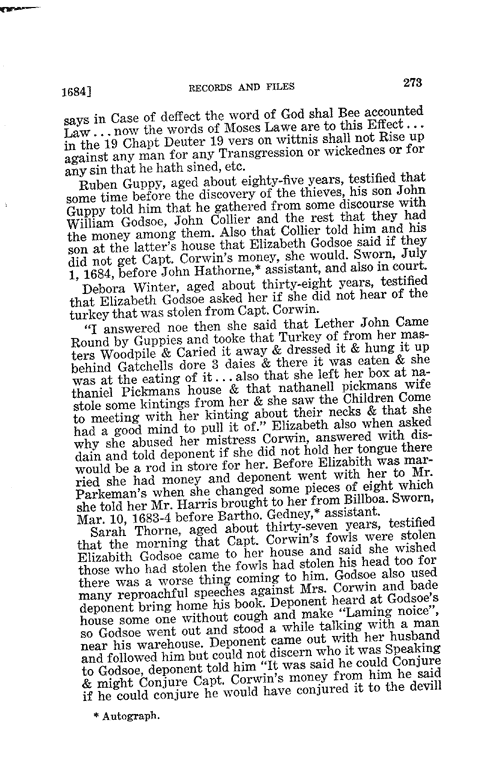 1684] RECORDS AND FILES 273
says in Case of deffect the word of God shal Bee accounted
Law . . . now the words of Moses Lawe are to this Effect . . .
in the 19 Chapt Deuter 19 vers on wittnis shall not Rise up
against any man for any Transgression or wickednes or for
any sin that he hath sined, etc.
Ruben Guppy, aged about eighty-five years, testified that
some time before the discovery of the thieves, his son John
Guppy told him that he gathered from some discourse with
William Godsoe, John Collier and the rest that they had
the money among them. Also that Collier told him and his
son at the latter's house that Elizabeth Godsoe said if they
did not get Capt. Corwin's money, she would. Sworn, July
1, 1684, before John Hathorne,* assistant, and also in court.
Debora Winter, aged about thirty-eight years, testified
that Elizabeth Godsoe asked her if she did not hear of the
turkey that was stolen from Capt. Corwin.
"I answered noe then she said that Lether John Came
Round by Guppies and tooke that Turkey of from her mas-
ters Woodpile & Caried it away & dressed it & hung it up
behind Gatchells dore 3 daies & there it was eaten & she
was at the eating of it . . . also that she left her box at na-
thaniel Pickmans house & that nathanell pickmans wife
stole some kintings from her & she saw the Children Come
to meeting with her kinting about their necks & that she
had a good mind to pull it of." Elizabeth also when asked
why she abused her mistress Corwin, answered with dis-
dain and told deponent if she did not hold her tongue there
would be a rod in store for her. Before Elizabith was mar-
ried she had money and deponent went with her to Mr.
Parkeman's when she changed some pieces of eight which
she told her Mr. Harris brought to her from Billboa. Sworn,
Mar. 10, 1683-4 before Bartho. Gedney,* assistant.
Sarah Thorne, aged about thirty-seven years, testified
that the morning that Capt. Corwin's fowls were stolen
Elizabith Godsoe came to her house and said she wished
those who had stolen the fowls had stolen his head too for
there was a worse thing coming to him. Godsoe also used
many reproachful speeches against Mrs. Corwin and bade
deponent bring home his book. Deponent heard at Godsoe's
house some one without cough and make "Laming noice",
so Godsoe went out and stood a while talking with a man
near his warehouse. Deponent came out with her husband
and followed him but could not discern who it was Speaking
to Godsoe, deponent told him "It was said he could Conjure
& might Conjure Capt. Corwin's money from him he said
if he could conjure he would have conjured it to the devill
* Autograph.